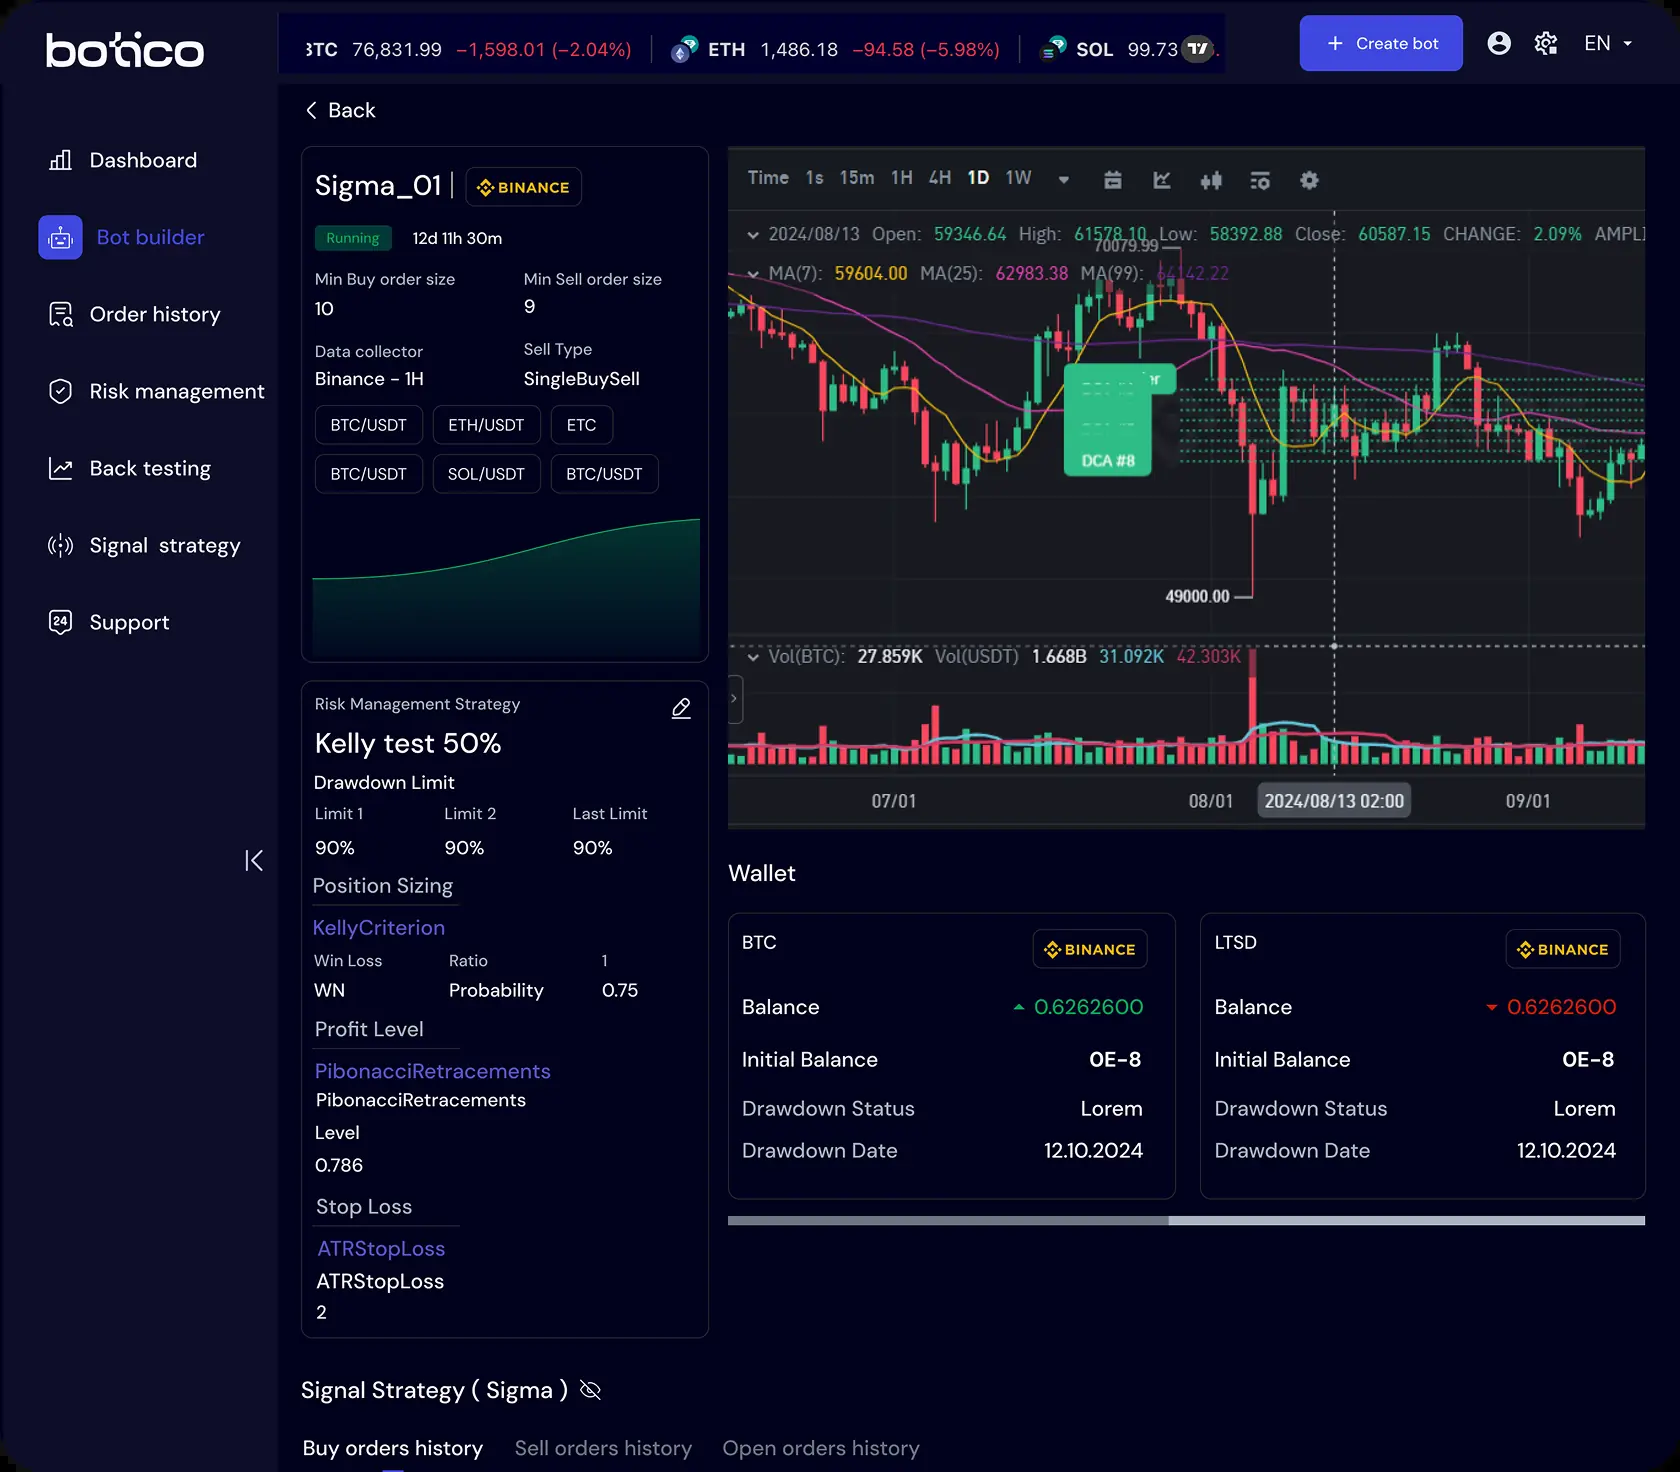 botico
BTC 76,831.99 −1,598.01 (−2.04%) ETH 1,486.18 −94.58 (−5.98%) SOL 99.73
+ Create bot
EN
Dashboard
Bot builder
Order history
Risk management
Back testing
Signal strategy
24 Support
Back
Sigma_01 | BINANCE
Running 12d 11h 30m
Min Buy order size Min Sell order size
10 9
Data collector Sell Type
Binance - 1H SingleBuySell
BTC/USDT ETH/USDT ETC
BTC/USDT SOL/USDT BTC/USDT
Risk Management Strategy
Kelly test 50%
Drawdown Limit
Limit 1 Limit 2 Last Limit
90% 90% 90%
Position Sizing
KellyCriterion
Win Loss Ratio 1
WN Probability 0.75
Profit Level
PibonacciRetracements
PibonacciRetracements
Level
0.786
Stop Loss
ATRStopLoss
ATRStopLoss
2
Time 1s 15m 1H 4H 1D 1W
2024/08/13 Open: 59346.64 High: 61578.10 Low: 58392.88 Close: 60587.15 CHANGE: 2.09% AMPLI
70079.99
MA(7): 59604.00 MA(25): 62983.38 MA(99): 64142.22
DCA #8
49000.00
Vol(BTC): 27.859K Vol(USDT) 1.668B 31.092K 42.303K
07/01 08/01 2024/08/13 02:00 09/01
Wallet
BTC BINANCE
Balance 0.6262600
Initial Balance 0E-8
Drawdown Status Lorem
Drawdown Date 12.10.2024
LTSD BINANCE
Balance 0.6262600
Initial Balance 0E-8
Drawdown Status Lorem
Drawdown Date 12.10.2024
Signal Strategy ( Sigma )
Buy orders history Sell orders history Open orders history